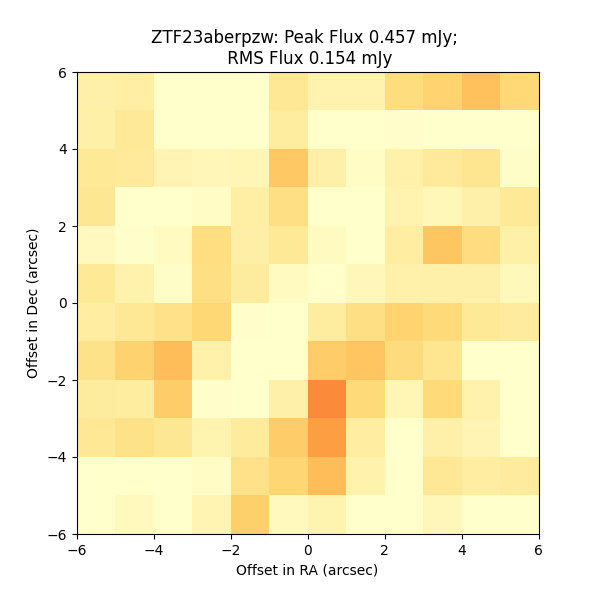 ZTF23aberpzw: Peak Flux 0.457 mJy;
RMS Flux 0.154 mJy
6
4
2
0
−2
−4
−6
Offset in Dec (arcsec)
−6 −4 −2 0 2 4 6
Offset in RA (arcsec)